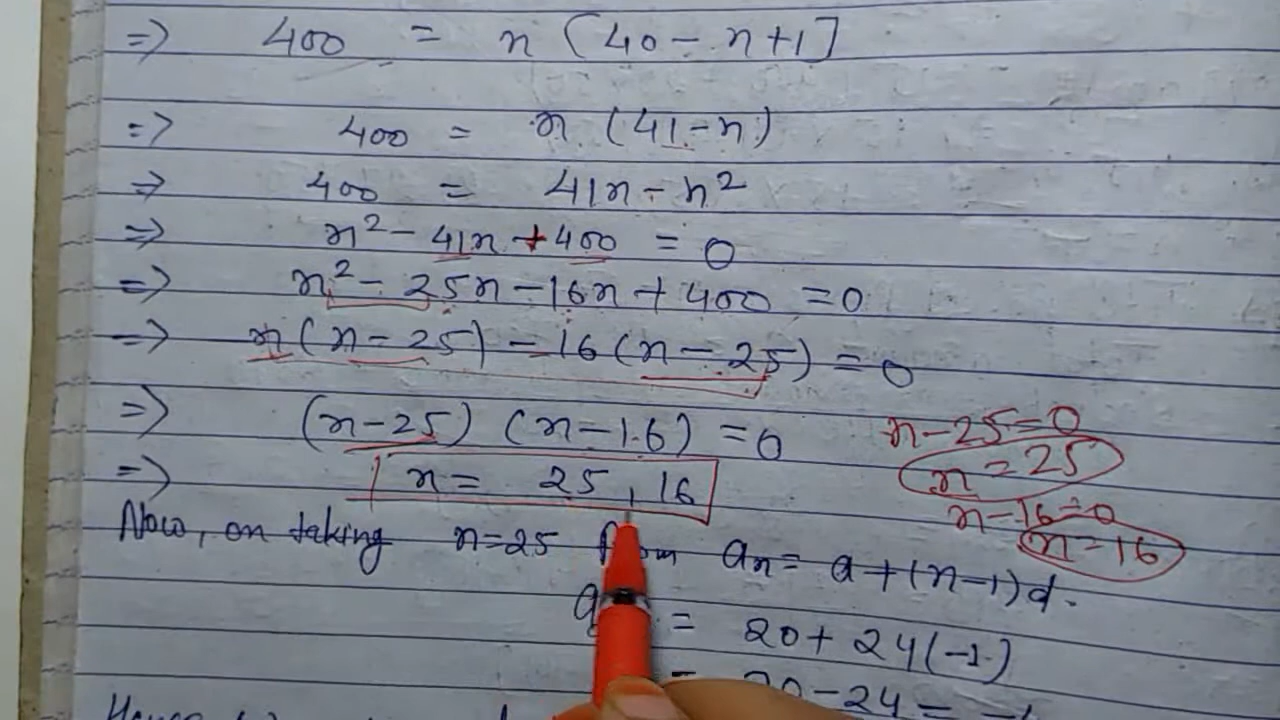 => 400 = n (40 - n+1]
=> 400 = n (41-n)
=> 400 = 41n - n²
=> n² - 41n + 400 = 0
=> n² - 25n - 16n + 400 = 0
=> n(n-25) - 16(n-25) = 0
=> (n-25) (n-16) = 0
n-25=0
n=25
=> n = 25, 16
n-16=0
n=16
Now, on taking n=25 from an = a+(n-1)d.
= 20+24(-1)
= 20-24 =